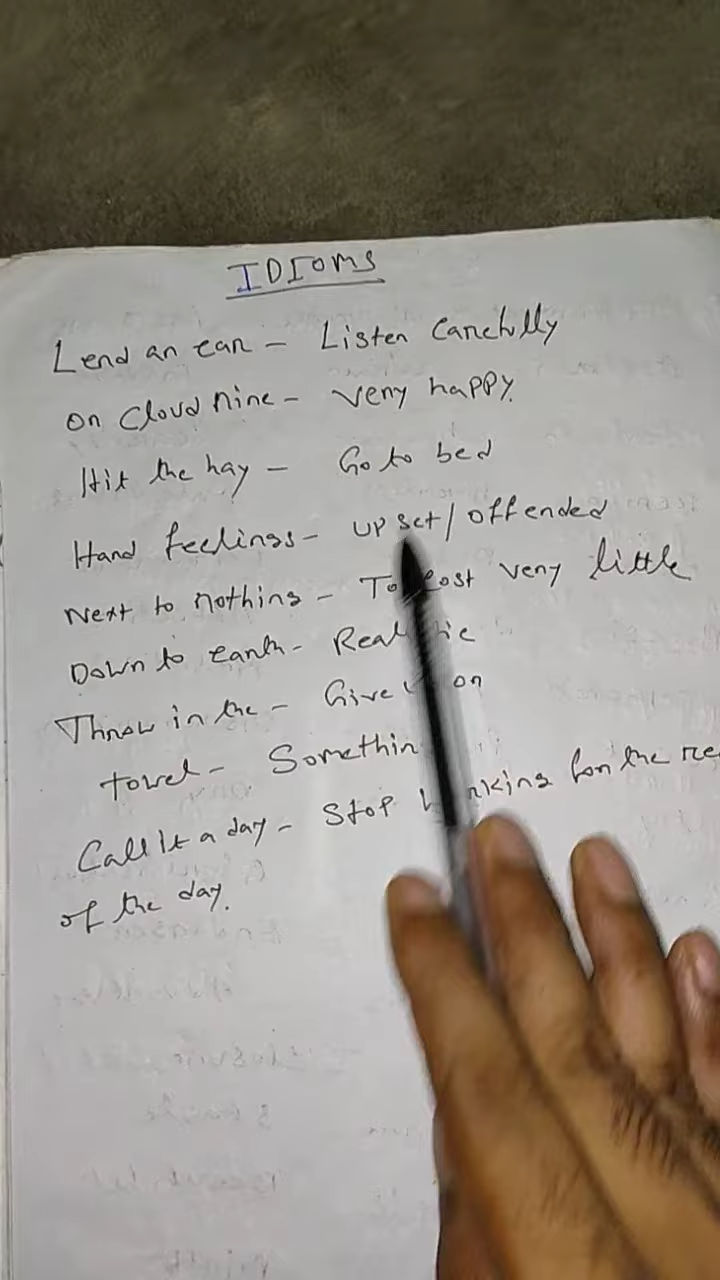 IDIOMS
Lend an ear - Listen Carefully
On Cloud nine - Very happy.
Hit the hay - Go to bed
Hard feelings - upset/offended
Next to nothing - To cost very little
Down to earth - Realistic
Throw in the - Give on
towel - Somethin
Call It a day - Stop for the re
of the day.